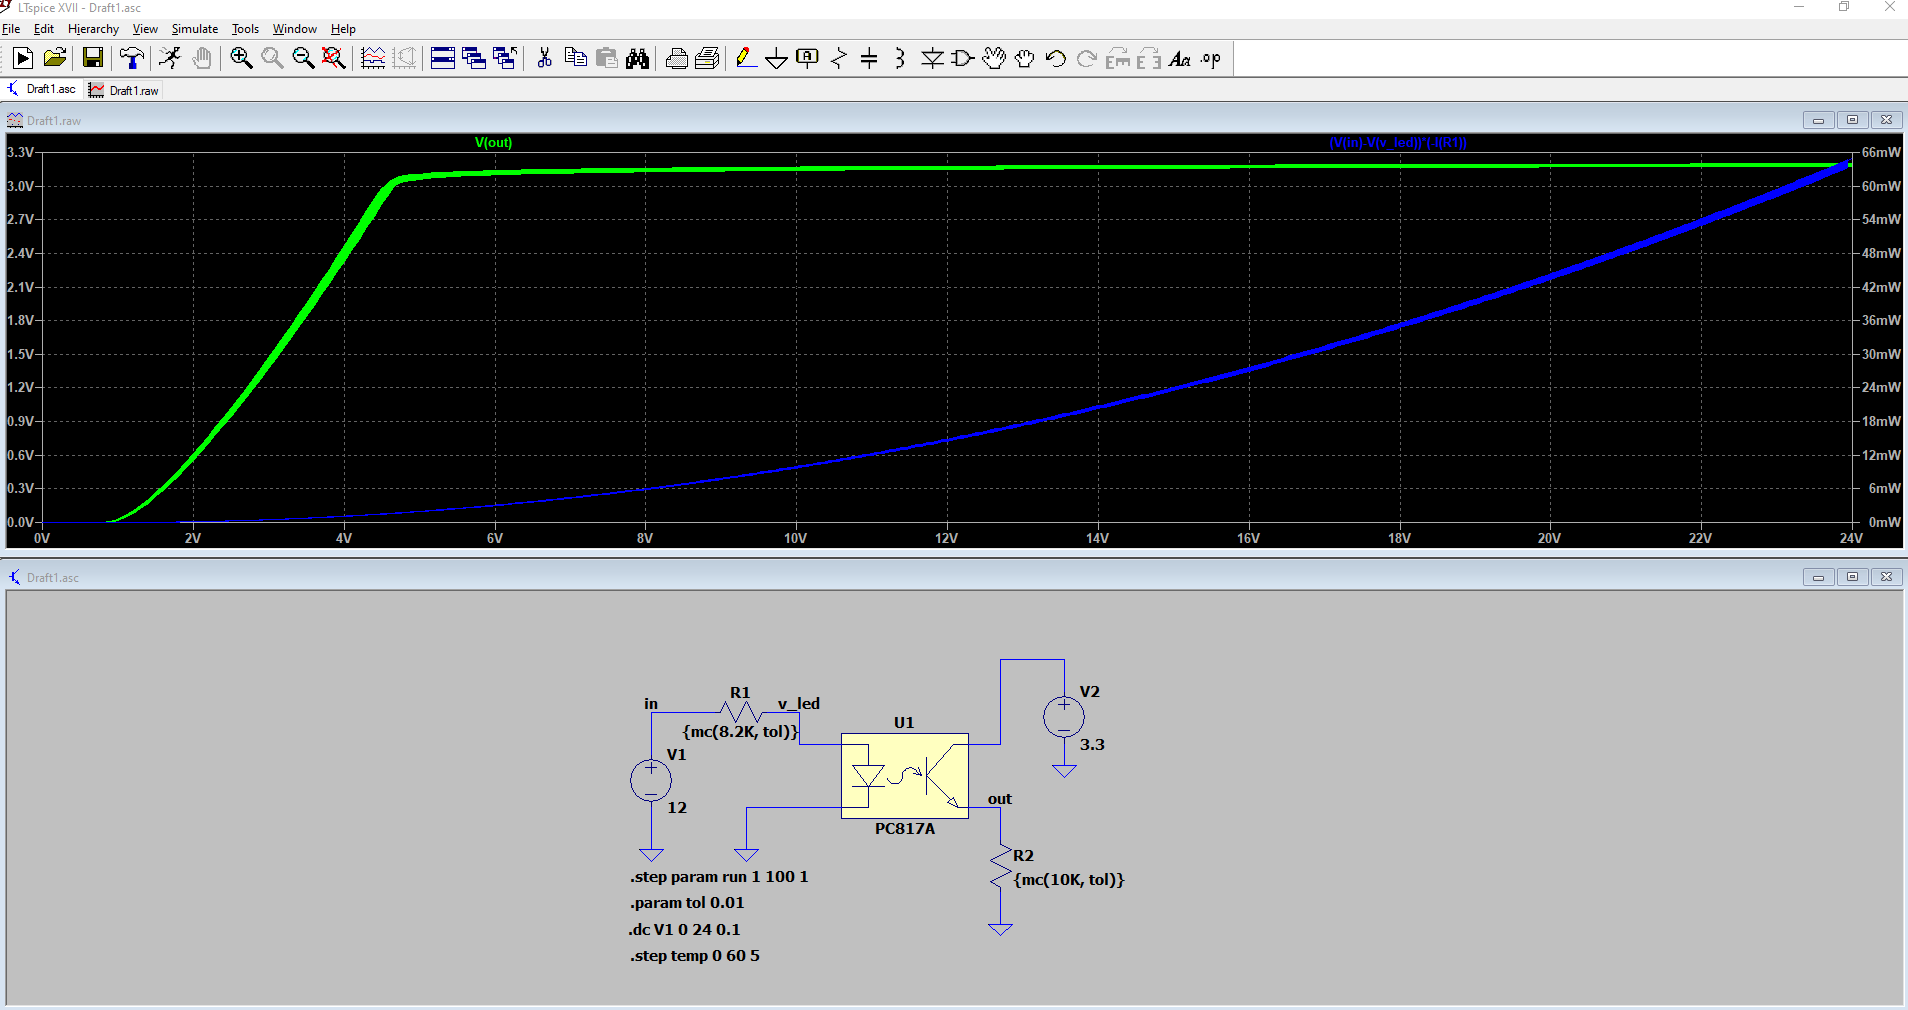 LTspice XVII - Draft1.asc
File Edit Hierarchy View Simulate Tools Window Help
A Aa .op
Draft1.asc Draft1.raw
Draft1.raw
V(out) (V(in)-V(v_led))*(-I(R1))
3.3V 66mW
3.0V 60mW
2.7V 54mW
2.4V 48mW
2.1V 42mW
1.8V 36mW
1.5V 30mW
1.2V 24mW
0.9V 18mW
0.6V 12mW
0.3V 6mW
0.0V 0mW
0V 2V 4V 6V 8V 10V 12V 14V 16V 18V 20V 22V 24V
Draft1.asc
in R1 v_led
{mc(8.2K, tol)}
V1
12
U1
PC817A
V2
3.3
out
R2
{mc(10K, tol)}
.step param run 1 100 1
.param tol 0.01
.dc V1 0 24 0.1
.step temp 0 60 5